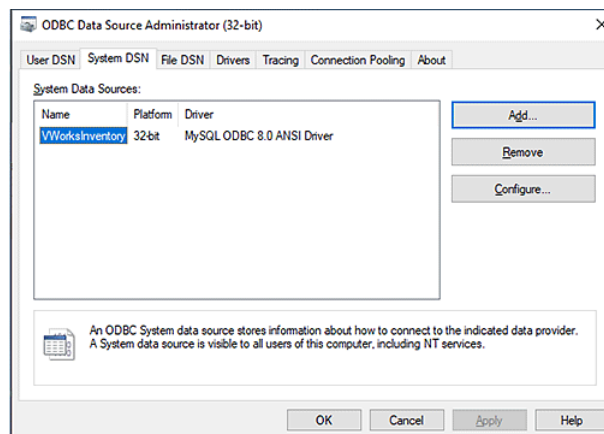 ODBC Data Source Administrator (32-bit)
User DSN System DSN File DSN Drivers Tracing Connection Pooling About
System Data Sources:
Name Platform Driver
VWorksInventory 32-bit MySQL ODBC 8.0 ANSI Driver
Add...
Remove
Configure...
An ODBC System data source stores information about how to connect to the indicated data provider.
A System data source is visible to all users of this computer, including NT services.
OK Cancel Apply Help